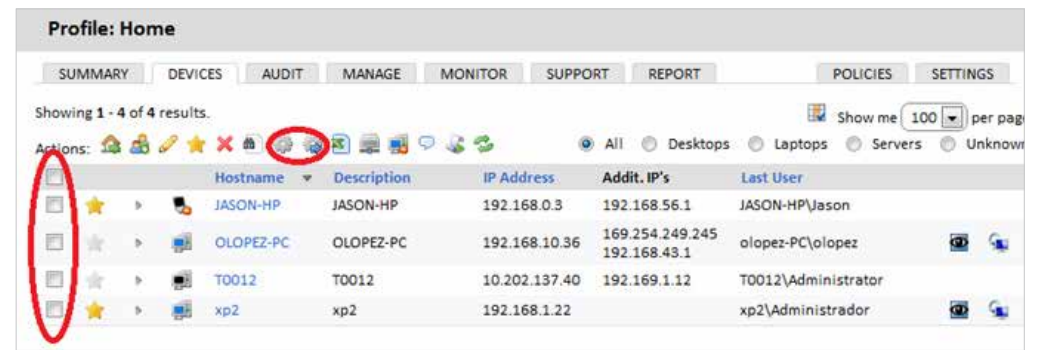 Profile: Home
SUMMARY DEVICES AUDIT MANAGE MONITOR SUPPORT REPORT POLICIES SETTINGS
Showing 1 - 4 of 4 results.
Show me 100 per pag
Actions: All Desktops Laptops Servers Unknown
Hostname Description IP Address Addit. IP's Last User
JASON-HP JASON-HP 192.168.0.3 192.168.56.1 JASON-HP\Jason
OLOPEZ-PC OLOPEZ-PC 192.168.10.36 169.254.249.245 olopez-PC\olopez
192.168.43.1
T0012 T0012 10.202.137.40 192.169.1.12 T0012\Administrator
xp2 xp2 192.168.1.22 xp2\Administrador